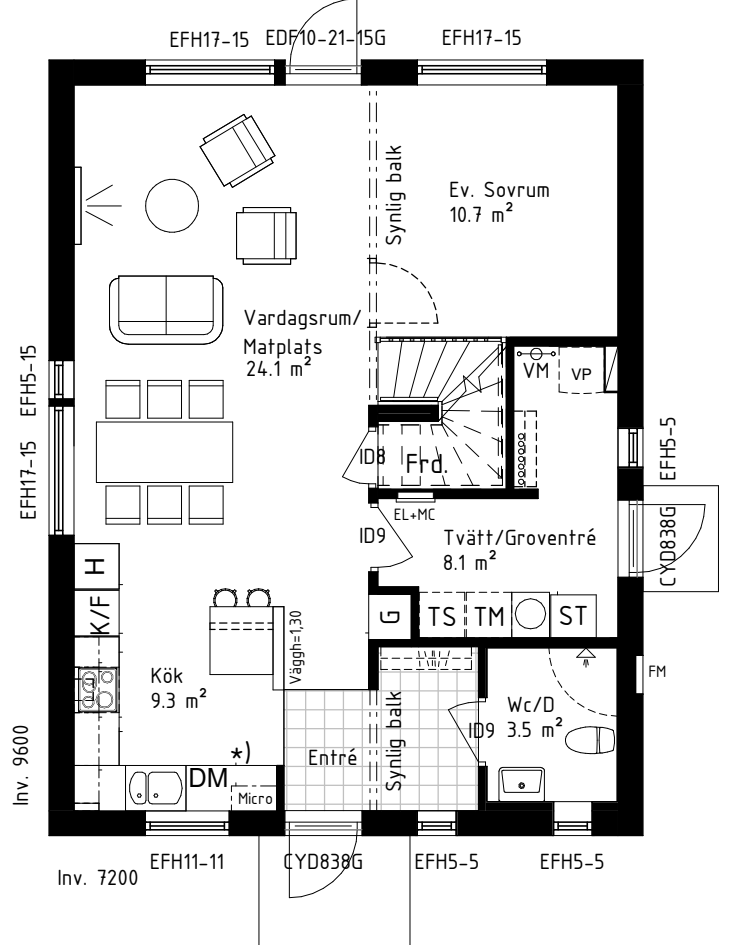 EFH17-15
EDF10-21-15G
EFH17-15
Synlig balk
Ev. Sovrum
10.7 m²
Vardagsrum/
Matplats
24.1 m²
EFH5-15
EFH17-15
VM
VP
ID8
Frd.
EFH5-5
EL+MC
ID9
Tvätt/Groventré
8.1 m²
CYD838G
H
K/F
G
TS
TM
ST
Väggh=1,30
Kök
9.3 m²
Wc/D
3.5 m²
ID9
FM
Synlig balk
Entré
*)
DM
Micro
Inv. 9600
EFH11-11
CYD838G
EFH5-5
EFH5-5
Inv. 7200